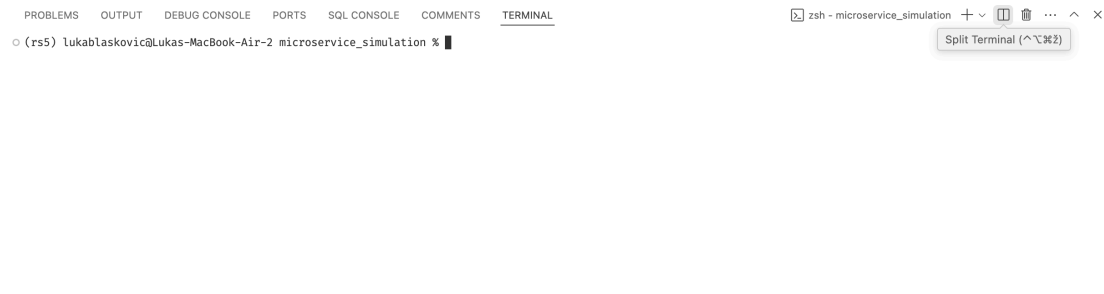 PROBLEMS OUTPUT DEBUG CONSOLE PORTS SQL CONSOLE COMMENTS TERMINAL zsh - microservice_simulation
(rs5) lukablaskovic@Lukas-MacBook-Air-2 microservice_simulation %
Split Terminal (^⌥⌘ž)